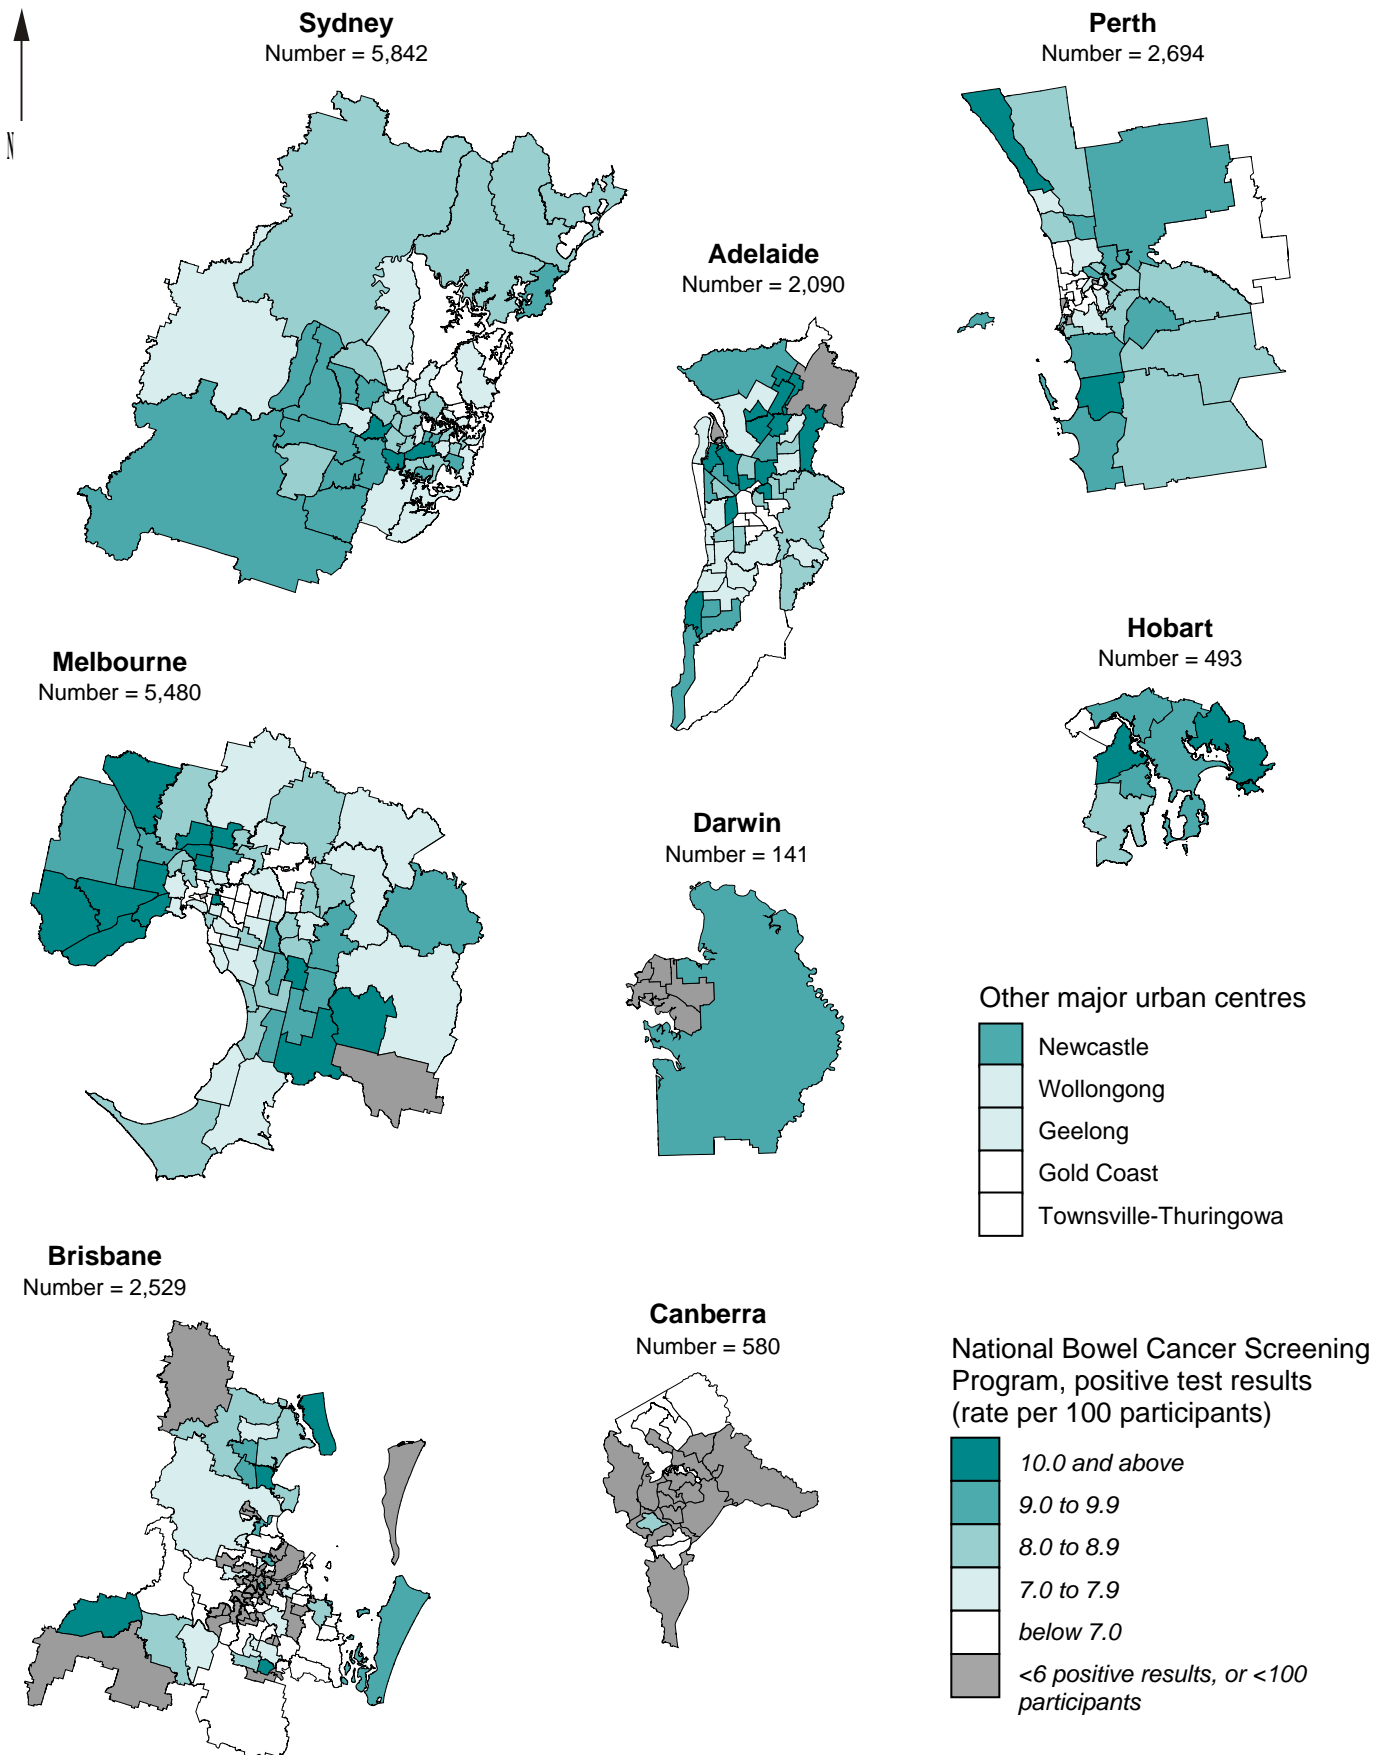 Sydney
Number = 5,842
Perth
Number = 2,694
N
Adelaide
Number = 2,090
Hobart
Number = 493
Melbourne
Number = 5,480
Darwin
Number = 141
Other major urban centres
Newcastle
Wollongong
Geelong
Gold Coast
Townsville-Thuringowa
Brisbane
Number = 2,529
Canberra
Number = 580
National Bowel Cancer Screening
Program, positive test results
(rate per 100 participants)
10.0 and above
9.0 to 9.9
8.0 to 8.9
7.0 to 7.9
below 7.0
<6 positive results, or <100
participants